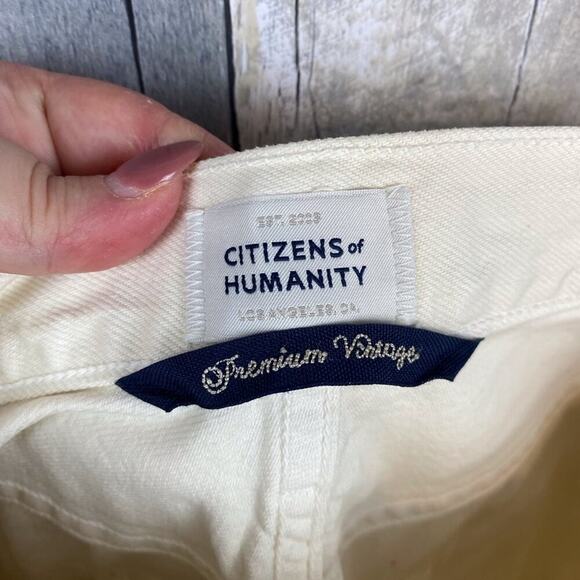 EST. 2003
CITIZENS of
HUMANITY
LOS ANGELES, CA.
Premium Vintage